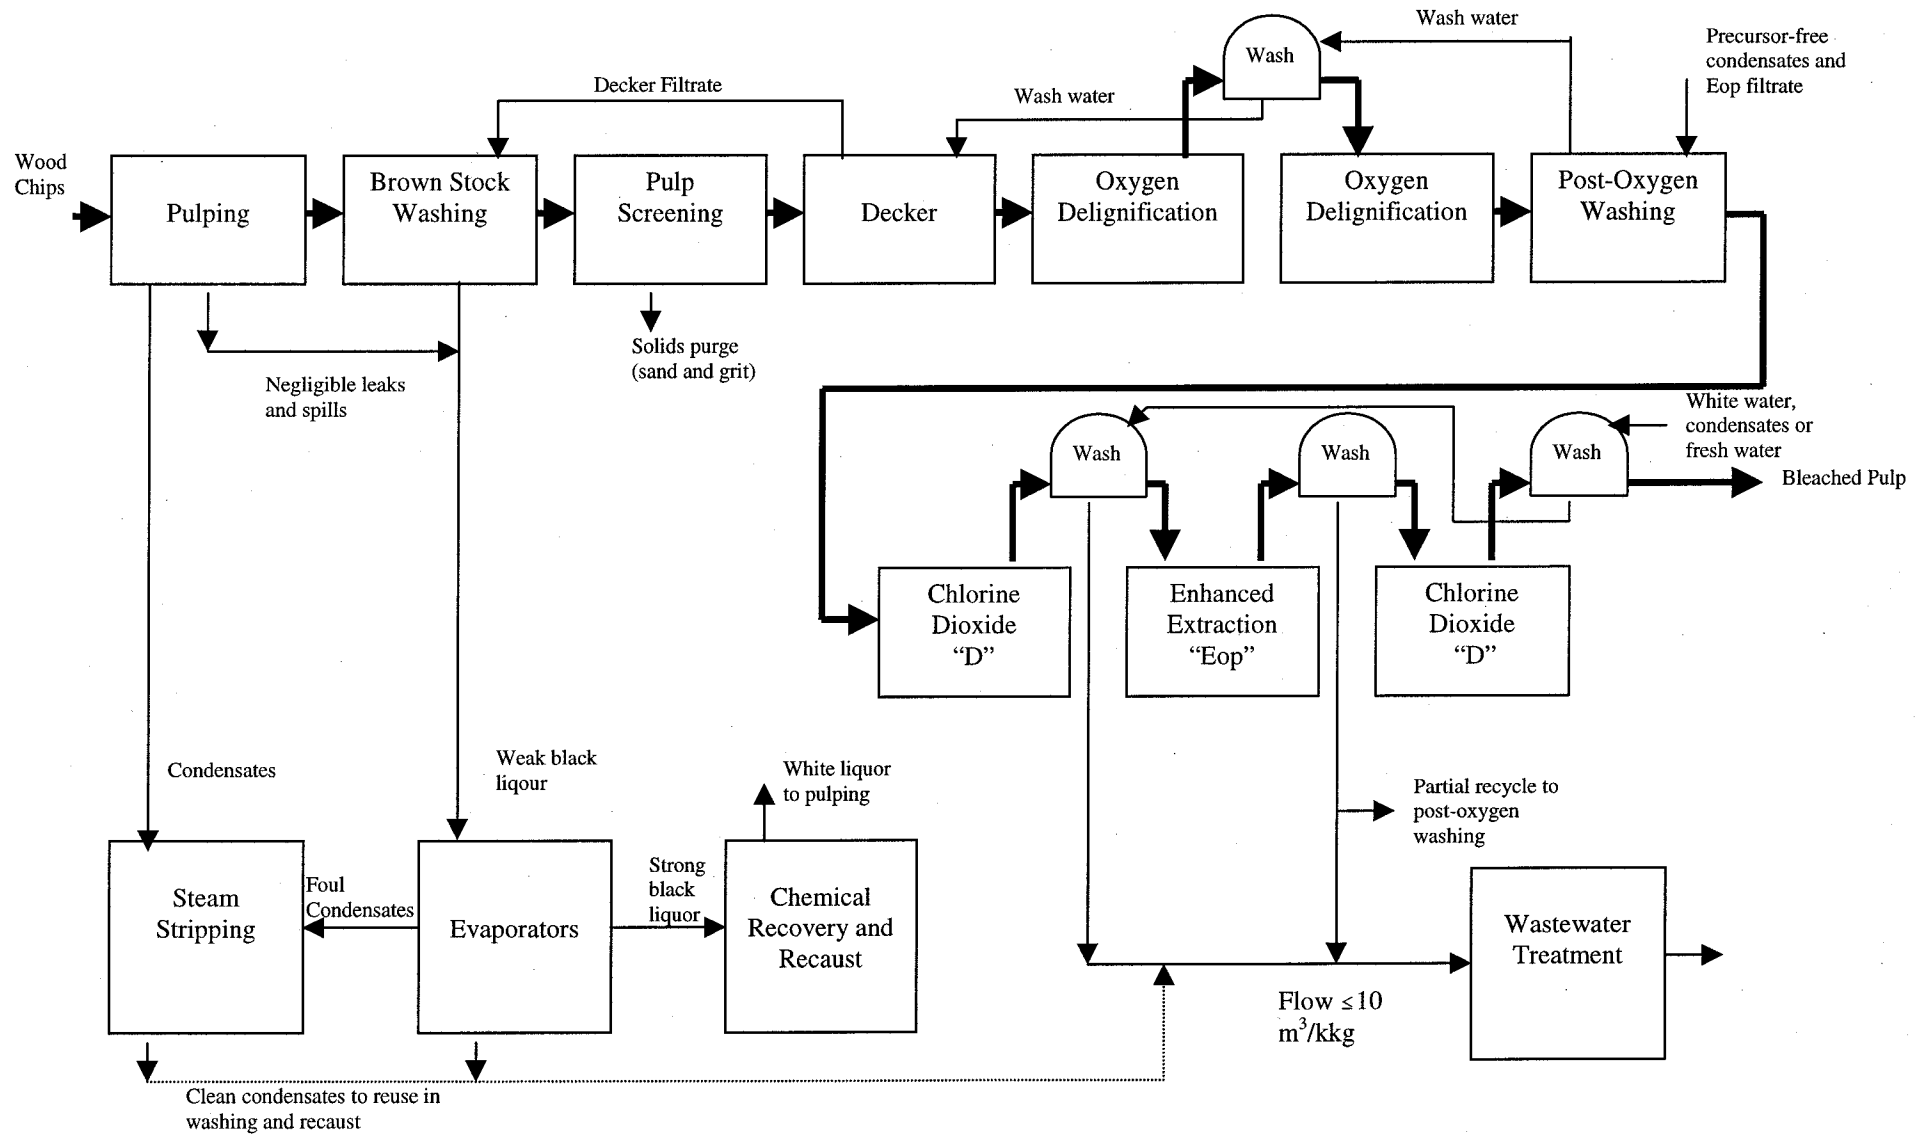 Wash water
Precursor-free
condensates and
Eop filtrate
Wash
Decker Filtrate
Wash water
Wood
Chips
Pulping
Brown Stock
Washing
Pulp
Screening
Decker
Oxygen
Delignification
Oxygen
Delignification
Post-Oxygen
Washing
Solids purge
(sand and grit)
Negligible leaks
and spills
White water,
condensates or
fresh water
Wash
Wash
Wash
Bleached Pulp
Chlorine
Dioxide
“D”
Enhanced
Extraction
“Eop”
Chlorine
Dioxide
“D”
Condensates
Weak black
liqour
White liquor
to pulping
Partial recycle to
post-oxygen
washing
Steam
Stripping
Foul
Condensates
Evaporators
Strong
black
liquor
Chemical
Recovery and
Recaust
Wastewater
Treatment
Flow ≤10
m³/kkg
Clean condensates to reuse in
washing and recaust